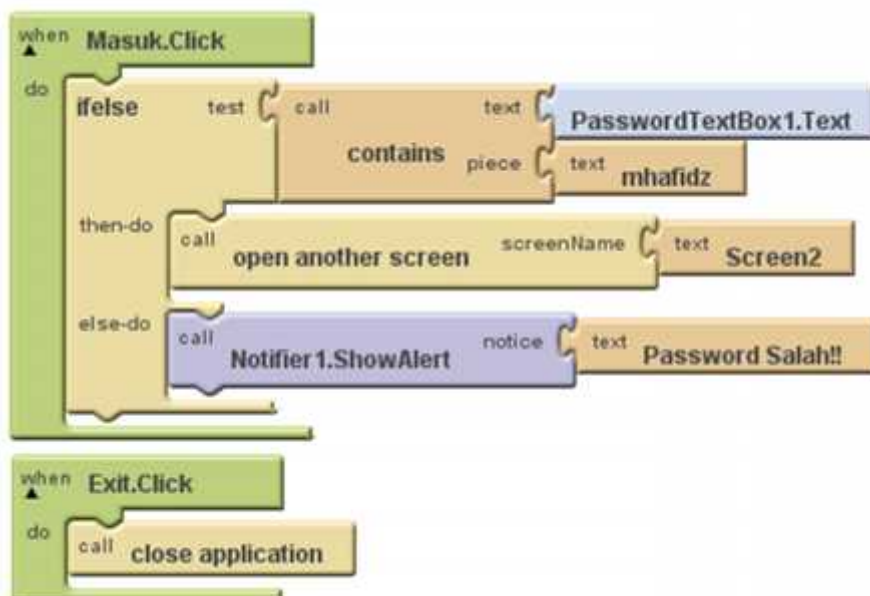 when Masuk.Click
do ifelse test call contains text PasswordTextBox1.Text
piece text mhafidz
then-do call open another screen screenName text Screen2
else-do call Notifier1.ShowAlert notice text Password Salah!!
when Exit.Click
do call close application